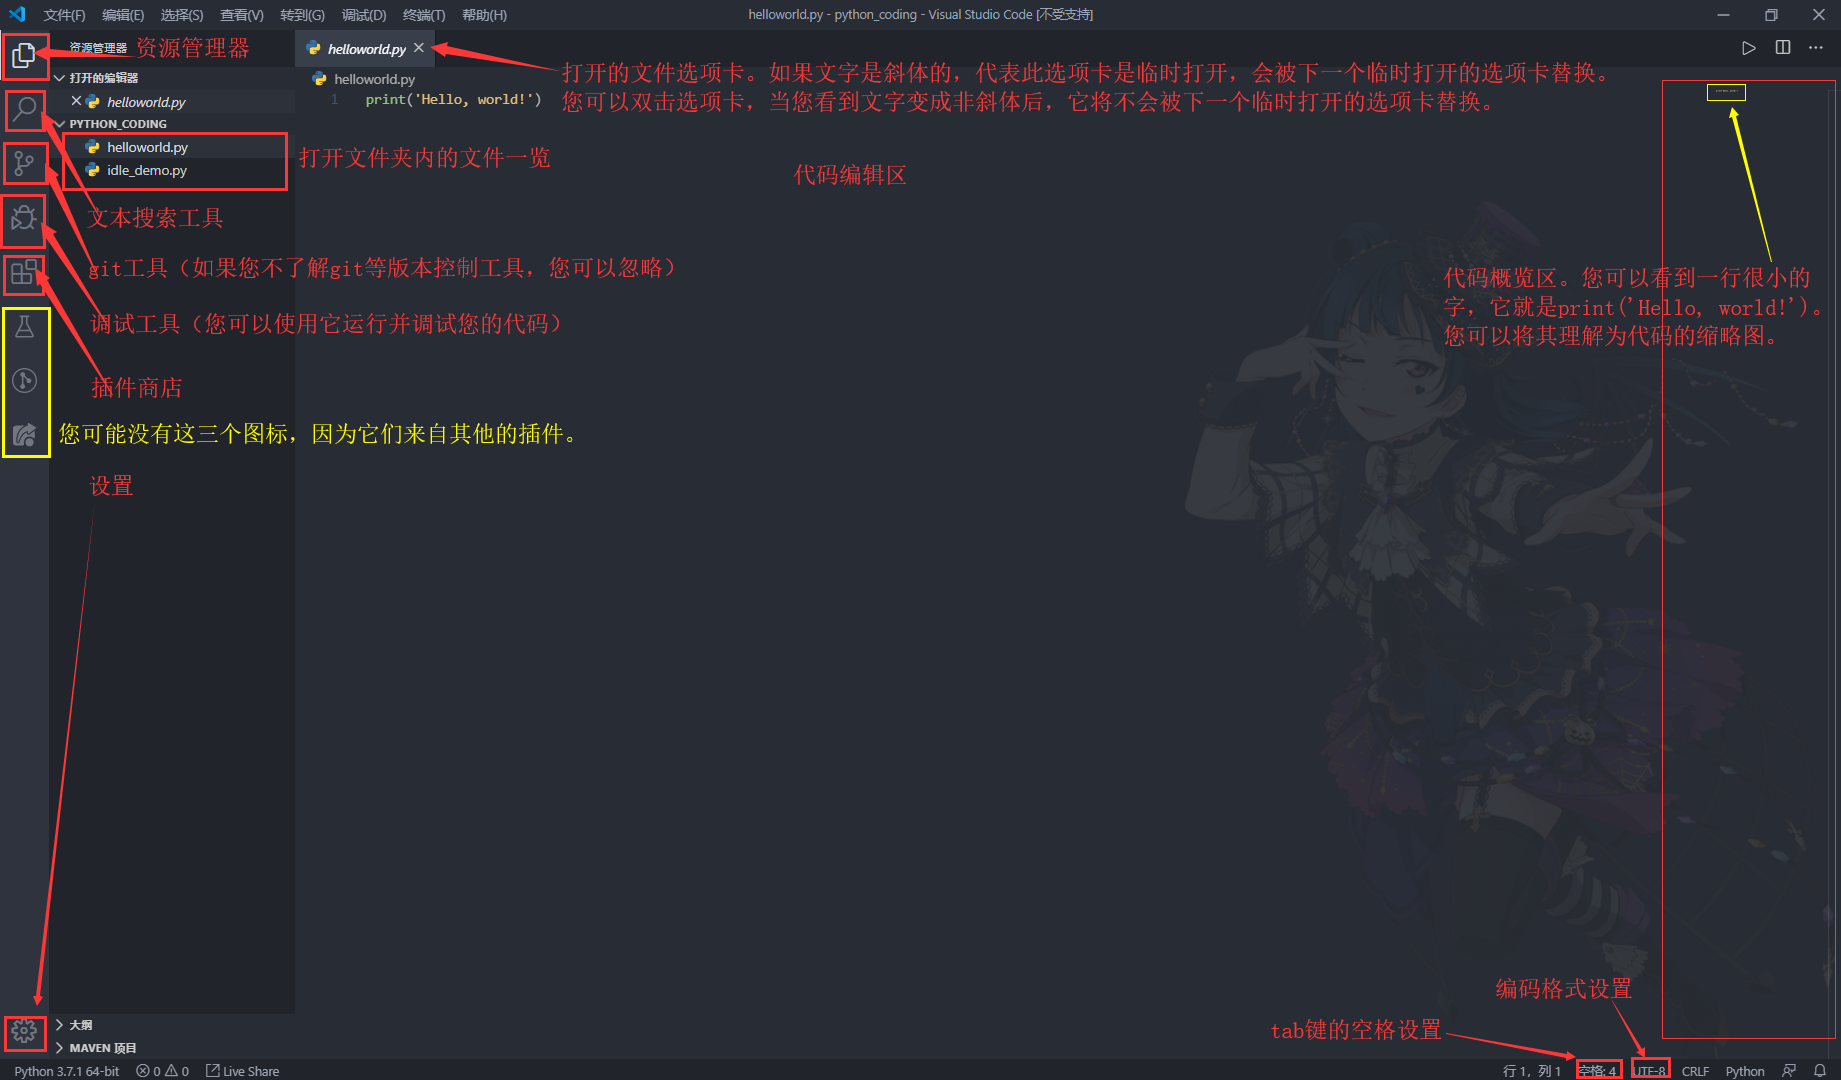 文件(F) 编辑(E) 选择(S) 查看(V) 转到(G) 调试(D) 终端(T) 帮助(H)
helloworld.py - python_coding - Visual Studio Code [不受支持]
资源管理器
资源管理器
helloworld.py
打开的编辑器
helloworld.py
PYTHON_CODING
helloworld.py
idle_demo.py
helloworld.py
1 print('Hello, world!')
打开的文件选项卡。如果文字是斜体的，代表此选项卡是临时打开，会被下一个临时打开的选项卡替换。
您可以双击选项卡，当您看到文字变成非斜体后，它将不会被下一个临时打开的选项卡替换。
打开文件夹内的文件一览
代码编辑区
文本搜索工具
git工具（如果您不了解git等版本控制工具，您可以忽略）
调试工具（您可以使用它运行并调试您的代码）
插件商店
您可能没有这三个图标，因为它们来自其他的插件。
设置
代码概览区。您可以看到一行很小的
字，它就是print('Hello, world!')。
您可以将其理解为代码的缩略图。
编码格式设置
tab键的空格设置
大纲
MAVEN 项目
Python 3.7.1 64-bit 0 0 Live Share
行 1，列 1 空格: 4 UTF-8 CRLF Python